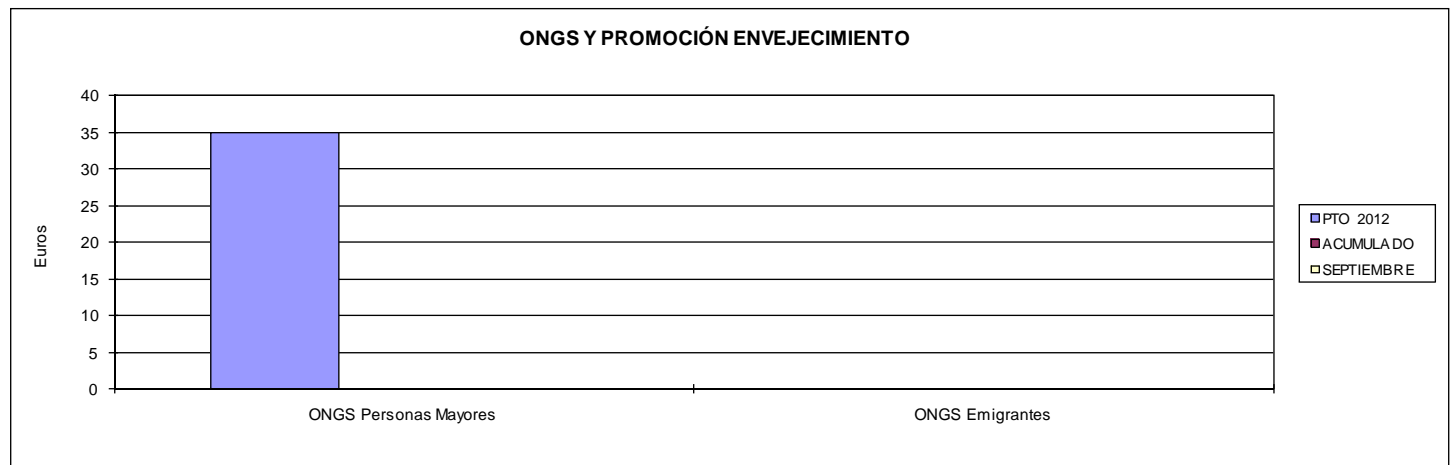 ONGS Y PROMOCIÓN ENVEJECIMIENTO
40
35
30
25
20
15
10
5
0
Euros
ONGS Personas Mayores
ONGS Emigrantes
PTO 2012
ACUMULADO
SEPTIEMBRE